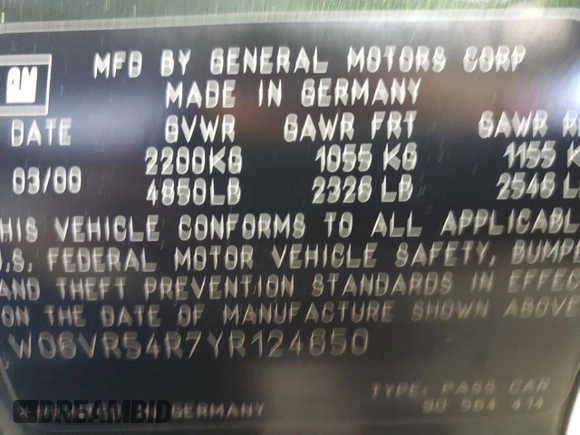 GM
MFD BY GENERAL MOTORS CORP
MADE IN GERMANY
DATE GVWR GAWR FRT GAWR R
03/00 2200KG 1055 KG 1155 K
4850LB 2326 LB 2546 L
HIS VEHICLE CONFORMS TO ALL APPLICABL
U.S. FEDERAL MOTOR VEHICLE SAFETY, BUMPE
AND THEFT PREVENTION STANDARDS IN EFFEC
ON THE DATE OF MANUFACTURE SHOWN ABOVE
W06VR54R7YR124650
TYPE: PASS CAR
IN GERMANY 90 564 414
DREAMBID